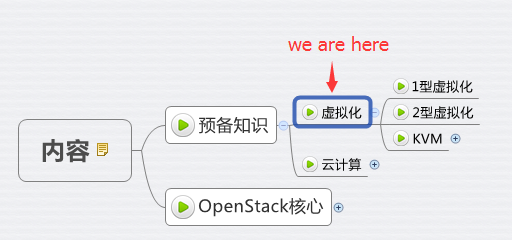 we are here
内容
预备知识
虚拟化
1型虚拟化
2型虚拟化
KVM
云计算
OpenStack核心